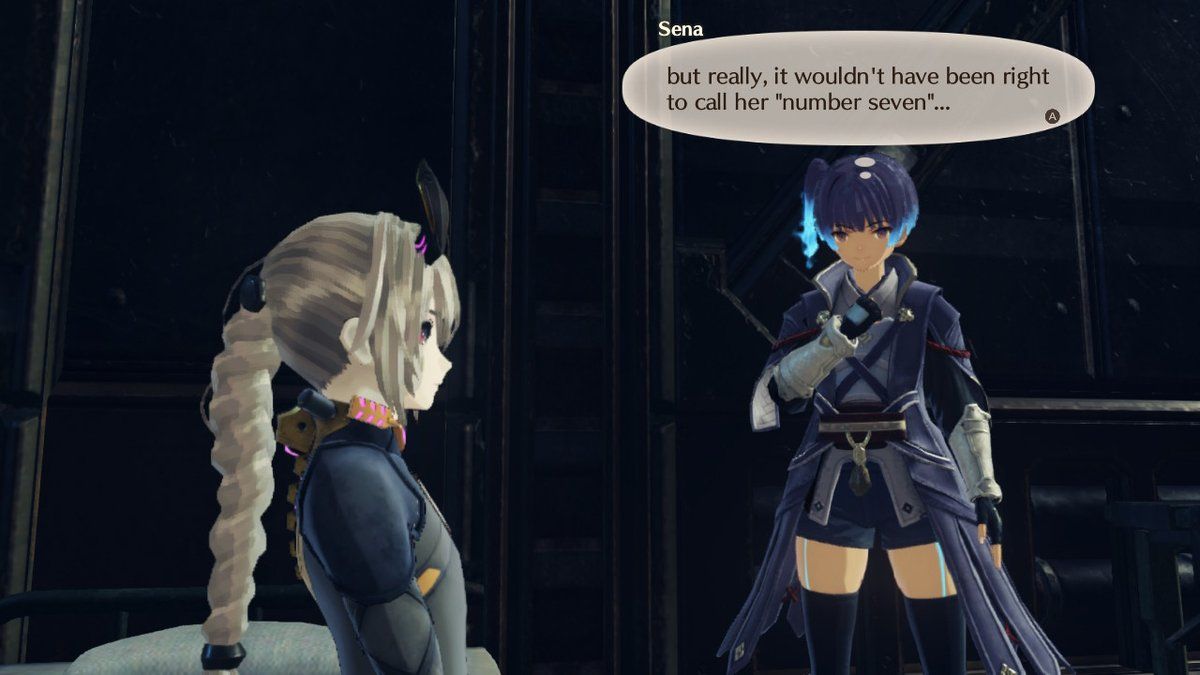 Sena
but really, it wouldn't have been right
to call her "number seven"...
A